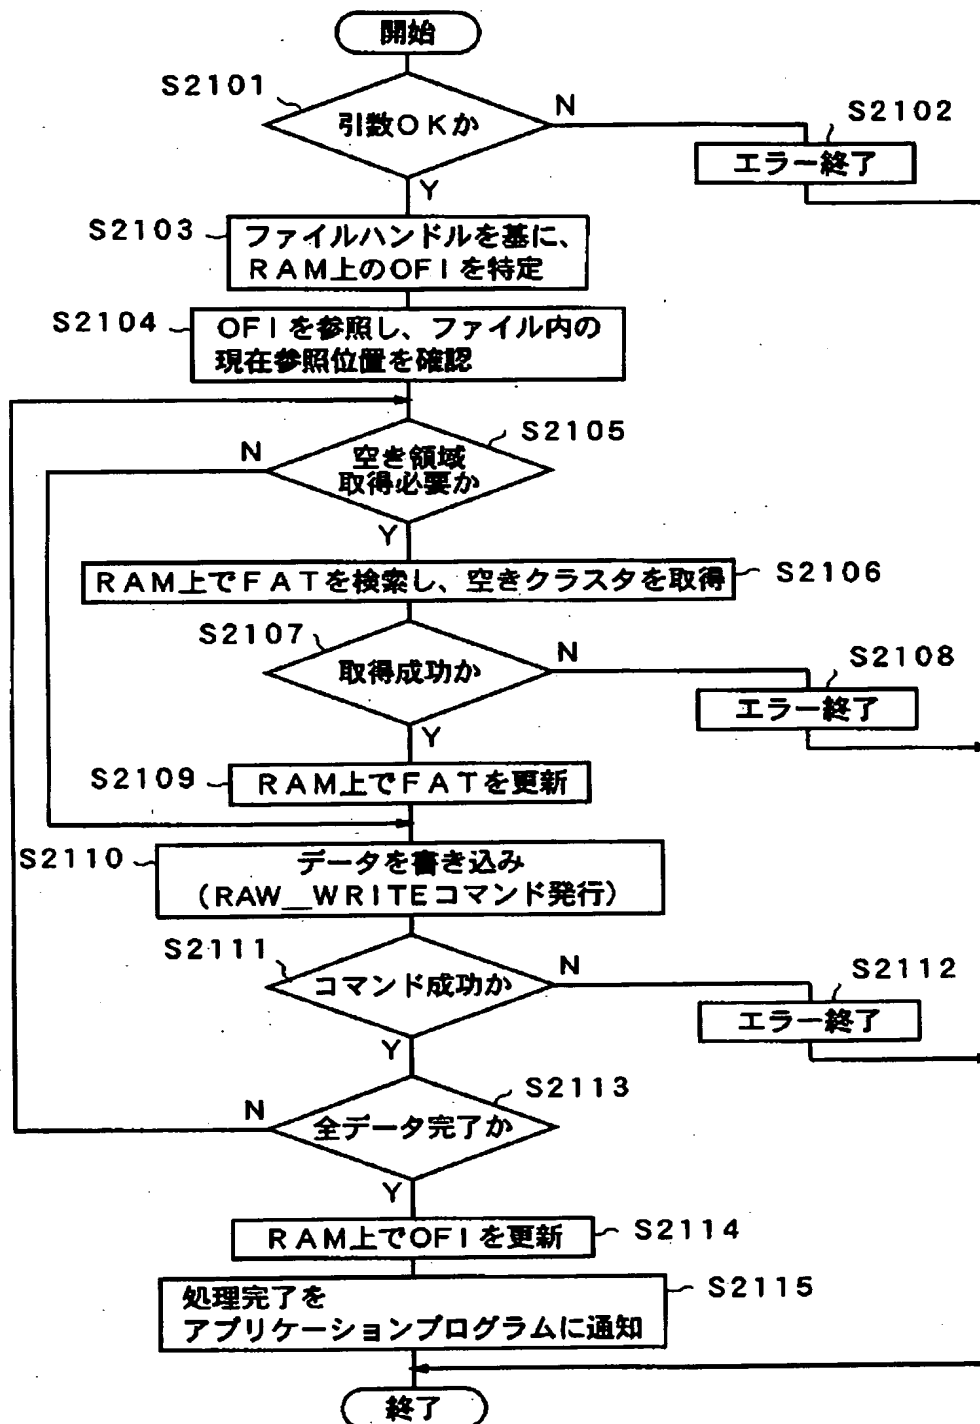 開始
S2101
引数OKか
N
S2102
エラー終了
Y
S2103
ファイルハンドルを基に、
RAM上のOFIを特定
S2104
OFIを参照し、ファイル内の
現在参照位置を確認
S2105
N
空き領域
取得必要か
Y
RAM上でFATを検索し、空きクラスタを取得
S2106
S2107
取得成功か
N
S2108
エラー終了
Y
S2109
RAM上でFATを更新
S2110
データを書き込み
(RAW__WRITEコマンド発行)
S2111
コマンド成功か
N
S2112
エラー終了
Y
S2113
N
全データ完了か
Y
RAM上でOFIを更新
S2114
S2115
処理完了を
アプリケーションプログラムに通知
終了